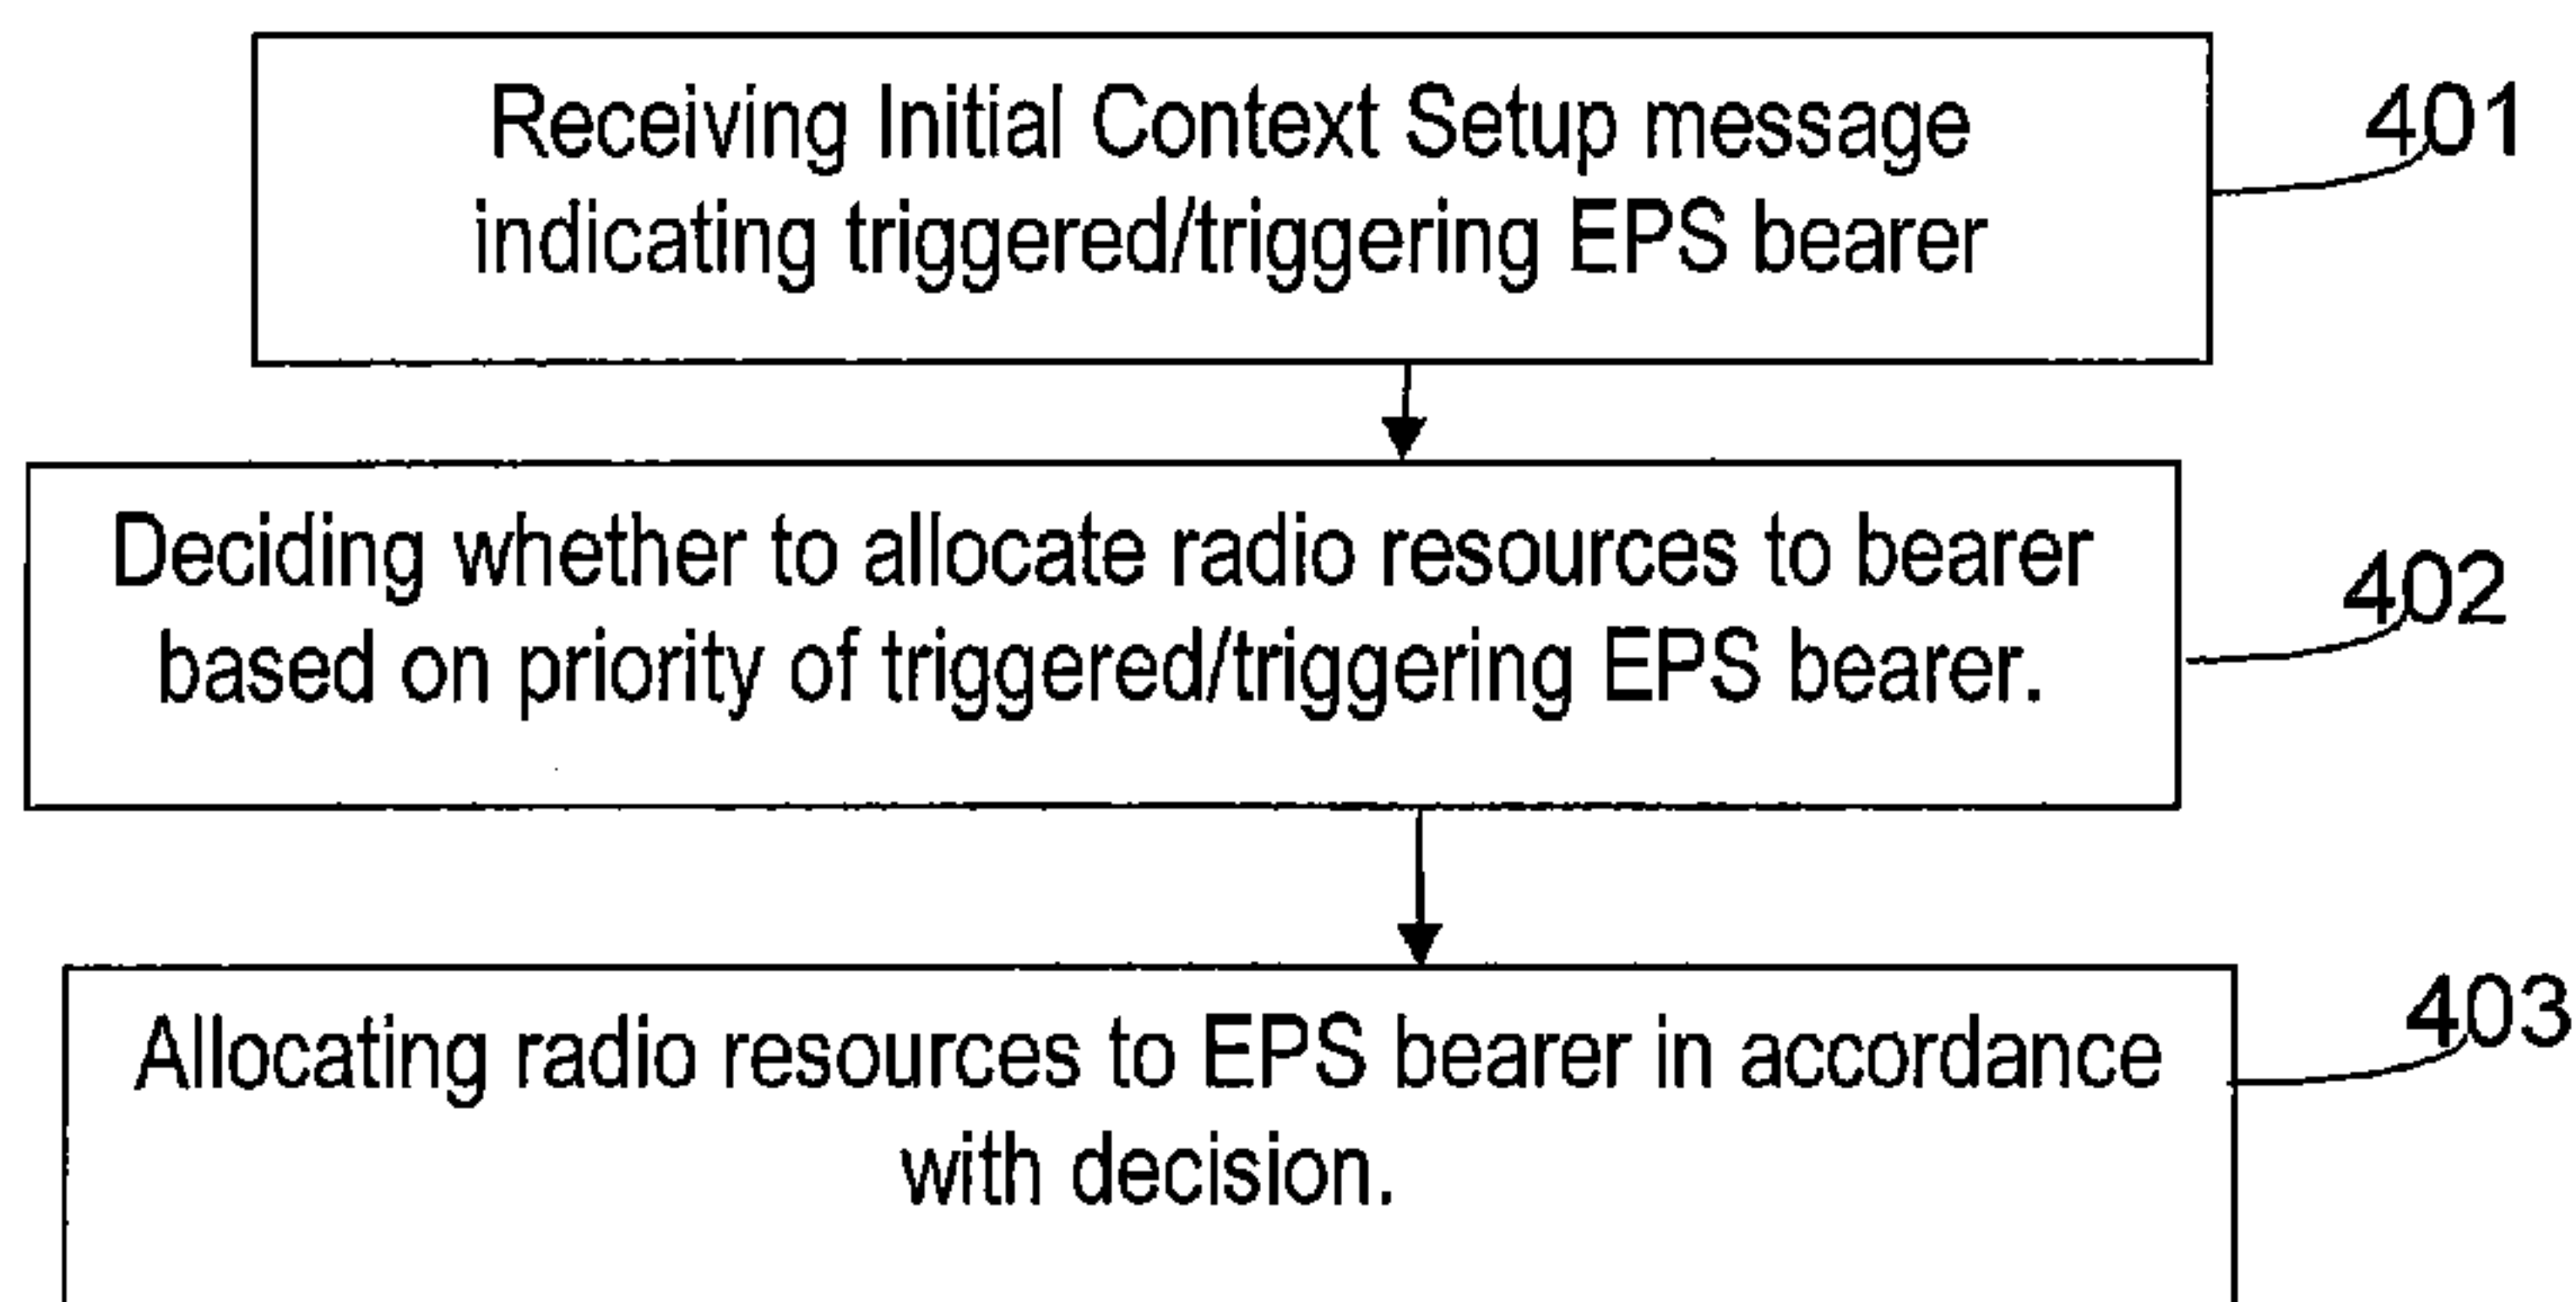 Receiving Initial Context Setup message
indicating triggered/triggering EPS bearer
401
Deciding whether to allocate radio resources to bearer
based on priority of triggered/triggering EPS bearer.
402
Allocating radio resources to EPS bearer in accordance
with decision.
403